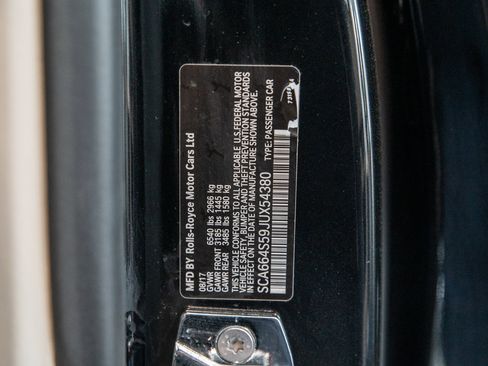 MFD BY Rolls-Royce Motor Cars Ltd
08/17
GVWR 6540 lbs 2966 kg
GAWR FRONT 3185 lbs 1445 kg
GAWR REAR 3485 lbs 1580 kg
THIS VEHICLE CONFORMS TO ALL APPLICABLE U.S. FEDERAL MOTOR
VEHICLE SAFETY, BUMPER AND THEFT PREVENTION STANDARDS
IN EFFECT ON THE DATE OF MANUFACTURE SHOWN ABOVE.
SCA664S59JUX54380 TYPE: PASSENGER CAR